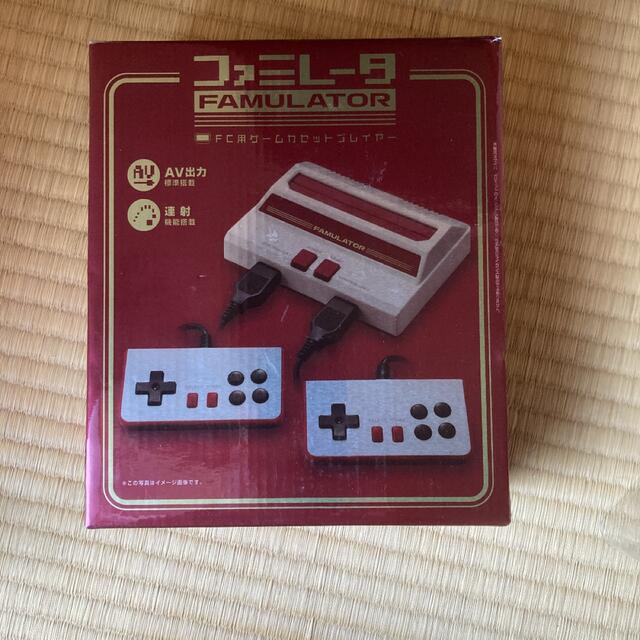 ファミレータ
FAMULATOR
FC用ゲームカセットプレイヤー
AV
AV出力
標準搭載
連射
機能搭載
FAMULATOR
※この写真はイメージ画像です。